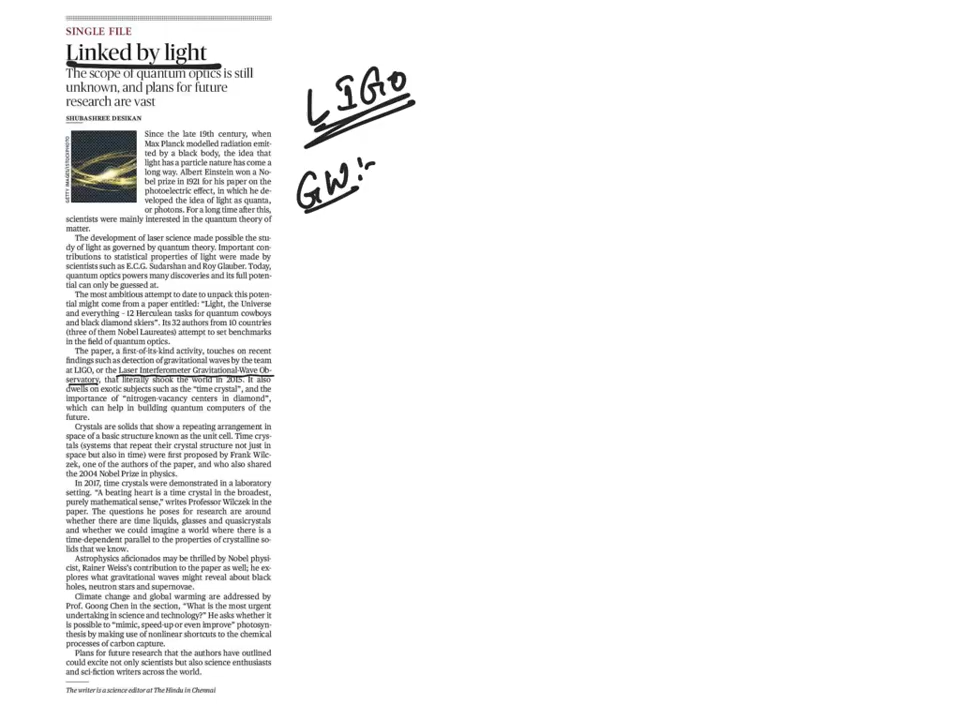 SINGLE FILE
Linked by light
The scope of quantum optics is still
unknown, and plans for future
research are vast
SHUBASHREE DESIKAN
GETTY IMAGES/ISTOCKPHOTO
Since the late 19th century, when
Max Planck modelled radiation emit-
ted by a black body, the idea that
light has a particle nature has come a
long way. Albert Einstein won a No-
bel prize in 1921 for his paper on the
photoelectric effect, in which he de-
veloped the idea of light as quanta,
or photons. For a long time after this,
scientists were mainly interested in the quantum theory of
matter.
The development of laser science made possible the stu-
dy of light as governed by quantum theory. Important con-
tributions to statistical properties of light were made by
scientists such as E.C.G. Sudarshan and Roy Glauber. Today,
quantum optics powers many discoveries and its full poten-
tial can only be guessed at.
The most ambitious attempt to date to unpack this poten-
tial might come from a paper entitled: “Light, the Universe
and everything – 12 Herculean tasks for quantum cowboys
and black diamond skiers”. Its 32 authors from 10 countries
(three of them Nobel Laureates) attempt to set benchmarks
in the field of quantum optics.
The paper, a first-of-its-kind activity, touches on recent
findings such as detection of gravitational waves by the team
at LIGO, or the Laser Interferometer Gravitational-Wave Ob-
servatory, that literally shook the world in 2015. It also
dwells on exotic subjects such as the “time crystal”, and the
importance of “nitrogen-vacancy centers in diamond”,
which can help in building quantum computers of the
future.
Crystals are solids that show a repeating arrangement in
space of a basic structure known as the unit cell. Time crys-
tals (systems that repeat their crystal structure not just in
space but also in time) were first proposed by Frank Wilc-
zek, one of the authors of the paper, and who also shared
the 2004 Nobel Prize in physics.
In 2017, time crystals were demonstrated in a laboratory
setting. “A beating heart is a time crystal in the broadest,
purely mathematical sense,” writes Professor Wilczek in the
paper. The questions he poses for research are around
whether there are time liquids, glasses and quasicrystals
and whether we could imagine a world where there is a
time-dependent parallel to the properties of crystalline so-
lids that we know.
Astrophysics aficionados may be thrilled by Nobel physi-
cist, Rainer Weiss’s contribution to the paper as well; he ex-
plores what gravitational waves might reveal about black
holes, neutron stars and supernovae.
Climate change and global warming are addressed by
Prof. Goong Chen in the section, “What is the most urgent
undertaking in science and technology?” He asks whether it
is possible to “mimic, speed-up or even improve” photosyn-
thesis by making use of nonlinear shortcuts to the chemical
processes of carbon capture.
Plans for future research that the authors have outlined
could excite not only scientists but also science enthusiasts
and sci-fiction writers across the world.
The writer is a science editor at The Hindu in Chennai
LIGO
GW:-